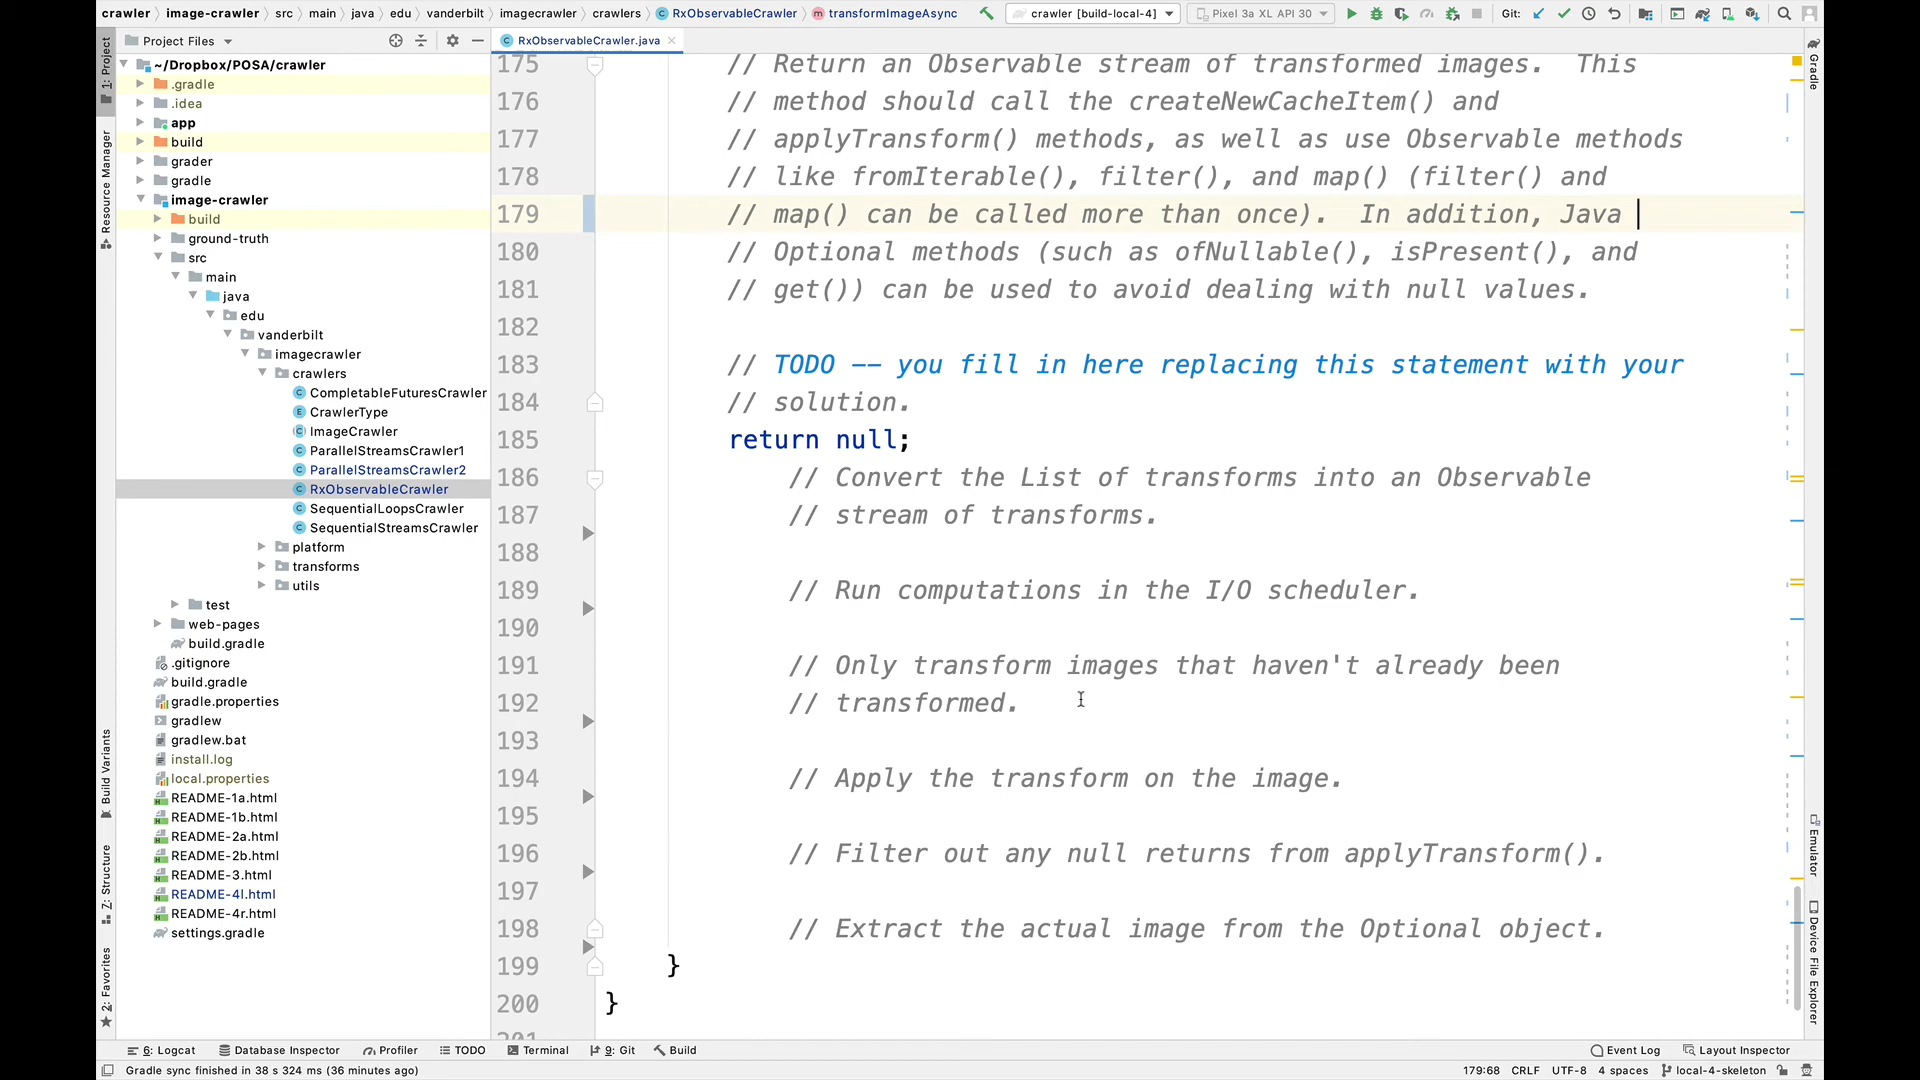 crawler › image-crawler › src › main › java › edu › vanderbilt › imagecrawler › crawlers › RxObservableCrawler › transformImageAsync crawler [build-local-4] Pixel 3a XL API 30 Git:
Project Files
RxObservableCrawler.java
1: Project
Resource Manager
Build Variants
7: Structure
2: Favorites
~/Dropbox/POSA/crawler
.gradle
.idea
app
build
grader
gradle
image-crawler
build
ground-truth
src
main
java
edu
vanderbilt
imagecrawler
crawlers
CompletableFuturesCrawler
CrawlerType
ImageCrawler
ParallelStreamsCrawler1
ParallelStreamsCrawler2
RxObservableCrawler
SequentialLoopsCrawler
SequentialStreamsCrawler
platform
transforms
utils
test
web-pages
build.gradle
.gitignore
build.gradle
gradle.properties
gradlew
gradlew.bat
install.log
local.properties
README-1a.html
README-1b.html
README-2a.html
README-2b.html
README-3.html
README-4l.html
README-4r.html
settings.gradle
175 // Return an Observable stream of transformed images.  This
176 // method should call the createNewCacheItem() and
177 // applyTransform() methods, as well as use Observable methods
178 // like fromIterable(), filter(), and map() (filter() and
179 // map() can be called more than once).  In addition, Java
180 // Optional methods (such as ofNullable(), isPresent(), and
181 // get()) can be used to avoid dealing with null values.
182
183 // TODO -- you fill in here replacing this statement with your
184 // solution.
185 return null;
186 // Convert the List of transforms into an Observable
187 // stream of transforms.
188
189 // Run computations in the I/O scheduler.
190
191 // Only transform images that haven't already been
192 // transformed.
193
194 // Apply the transform on the image.
195
196 // Filter out any null returns from applyTransform().
197
198 // Extract the actual image from the Optional object.
199 }
200 }
201
Gradle
Emulator
Device File Explorer
6: Logcat Database Inspector Profiler TODO Terminal 9: Git Build Event Log Layout Inspector
Gradle sync finished in 38 s 324 ms (36 minutes ago) 179:68 CRLF UTF-8 4 spaces local-4-skeleton